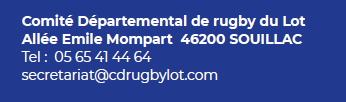 Comité Départemental de rugby du Lot
Allée Emile Mompart  46200 SOUILLAC
Tel :  05 65 41 44 64
secretariat@cdrugbylot.com